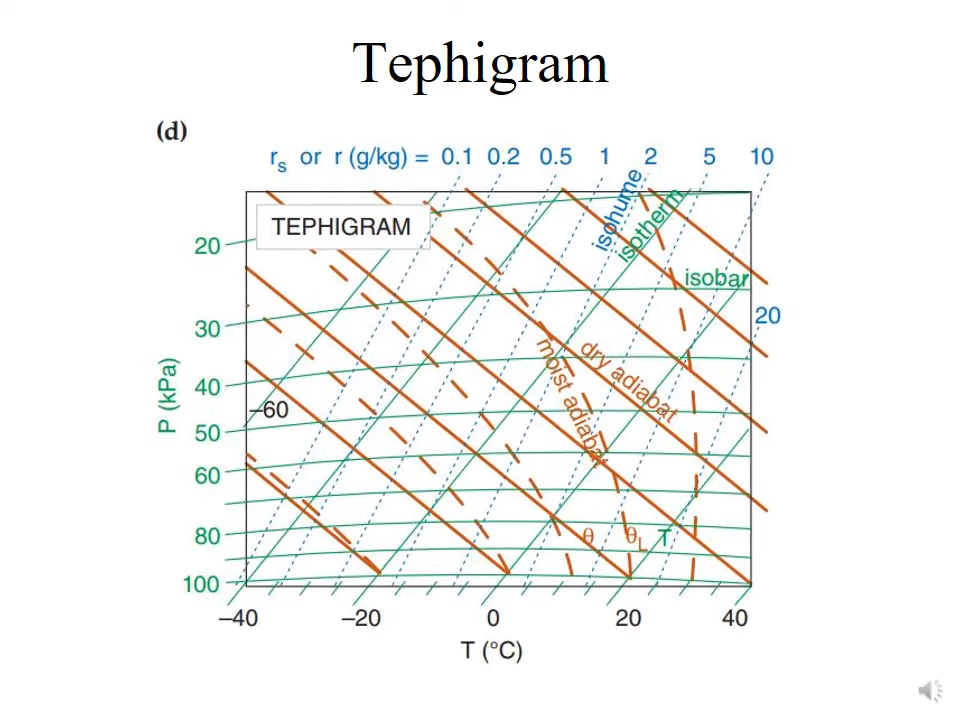 Tephigram
(d)
rs or r (g/kg) = 0.1 0.2 0.5 1 2 5 10
isohume
isotherm
TEPHIGRAM
20
isobar
20
30
dry adiabat
moist adiabat
P (kPa)
40
–60
50
60
80
θ θL T
100
–40 –20 0 20 40
T (°C)